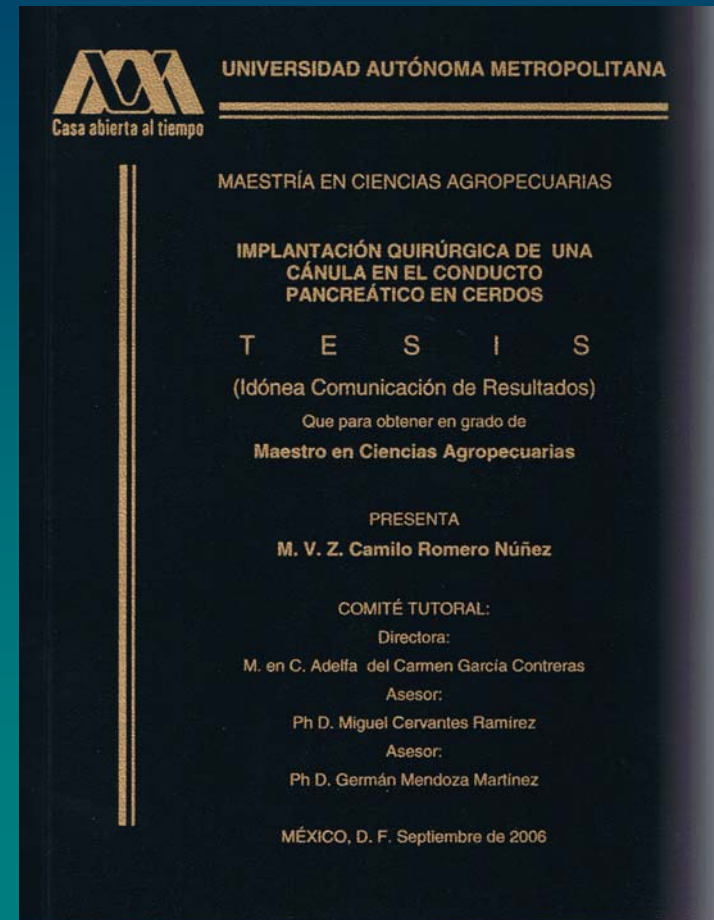 UNIVERSIDAD AUTÓNOMA METROPOLITANA
Casa abierta al tiempo
MAESTRÍA EN CIENCIAS AGROPECUARIAS
IMPLANTACIÓN QUIRÚRGICA DE UNA
CÁNULA EN EL CONDUCTO
PANCREÁTICO EN CERDOS
T E S I S
(Idónea Comunicación de Resultados)
Que para obtener en grado de
Maestro en Ciencias Agropecuarias
PRESENTA
M. V. Z. Camilo Romero Núñez
COMITÉ TUTORAL:
Directora:
M. en C. Adelfa del Carmen García Contreras
Asesor:
Ph D. Miguel Cervantes Ramírez
Asesor:
Ph D. Germán Mendoza Martínez
MÉXICO, D. F. Septiembre de 2006